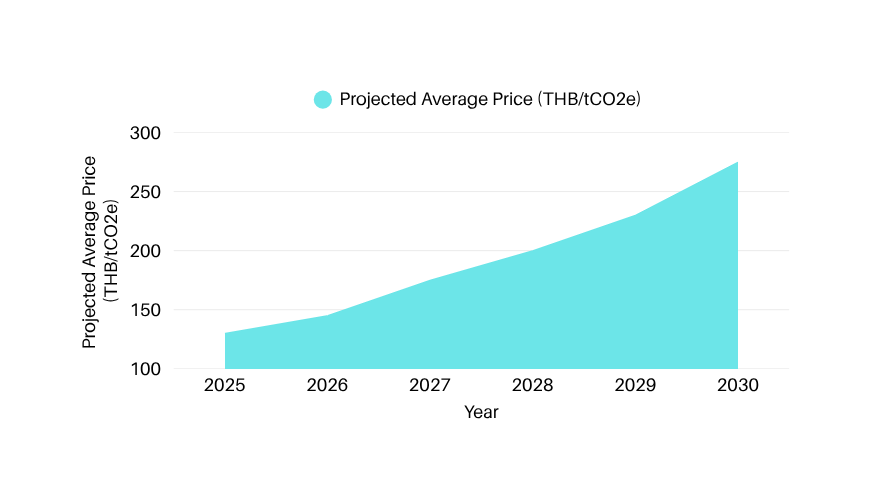 Projected Average Price (THB/tCO2e)
Projected Average Price
(THB/tCO2e)
300
250
200
150
100
2025 2026 2027 2028 2029 2030
Year